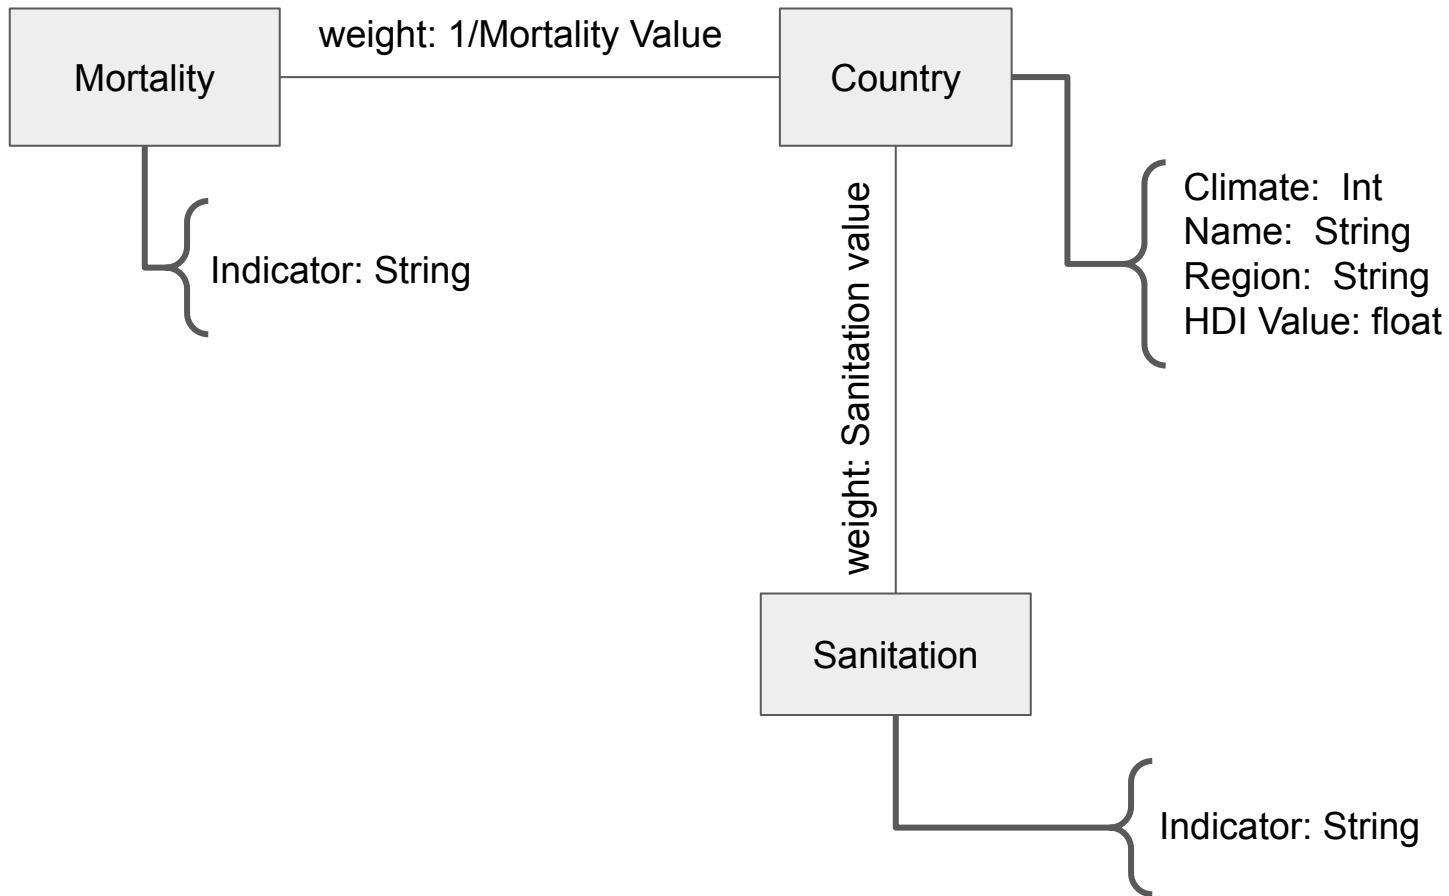 weight: 1/Mortality Value
Mortality
Country
Climate: Int
Name: String
Region: String
HDI Value: float
Indicator: String
weight: Sanitation value
Sanitation
Indicator: String